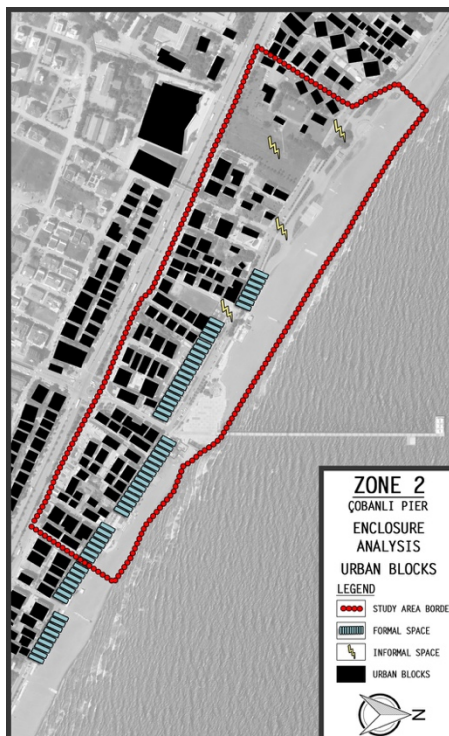 ZONE 2
ÇOBANLI PIER
ENCLOSURE
ANALYSIS
URBAN BLOCKS
LEGEND
STUDY AREA BORDE
FORMAL SPACE
INFORMAL SPACE
URBAN BLOCKS
N